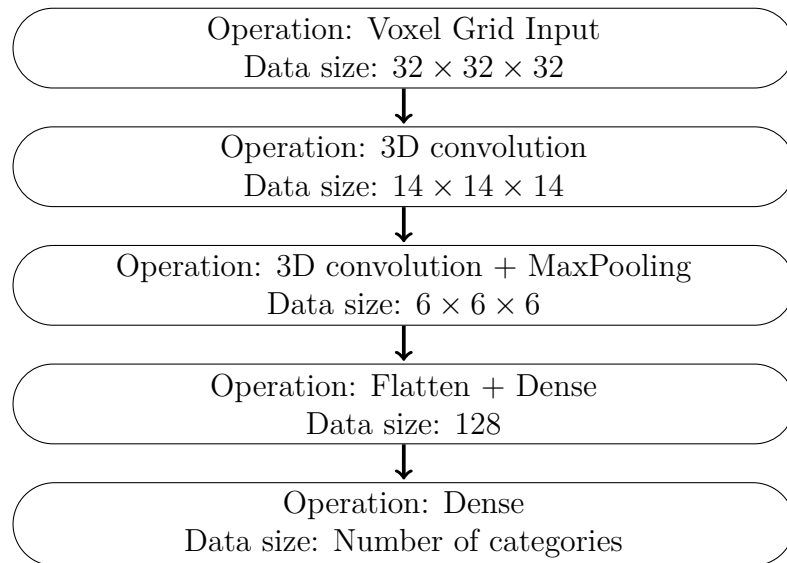 Operation: Voxel Grid Input
Data size: 32 × 32 × 32
Operation: 3D convolution
Data size: 14 × 14 × 14
Operation: 3D convolution + MaxPooling
Data size: 6 × 6 × 6
Operation: Flatten + Dense
Data size: 128
Operation: Dense
Data size: Number of categories